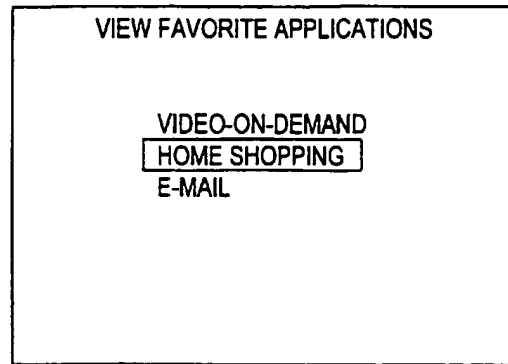 VIEW FAVORITE APPLICATIONS
VIDEO-ON-DEMAND
HOME SHOPPING
E-MAIL